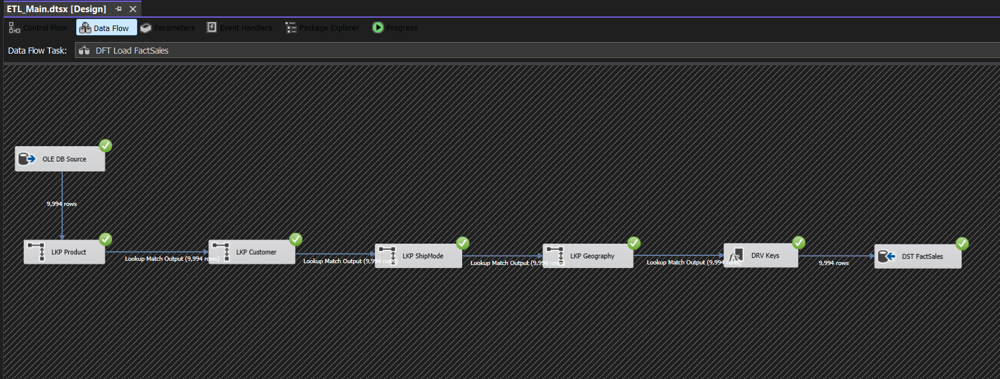 ETL_Main.dtsx [Design]
Control Flow Data Flow Parameters Event Handlers Package Explorer Progress
Data Flow Task: DFT Load FactSales
OLE DB Source
9,994 rows
LKP Product
Lookup Match Output (9,994 rows)
LKP Customer
Lookup Match Output (9,994 rows)
LKP ShipMode
Lookup Match Output (9,994 rows)
LKP Geography
Lookup Match Output (9,994 rows)
DRV Keys
9,994 rows
DST FactSales